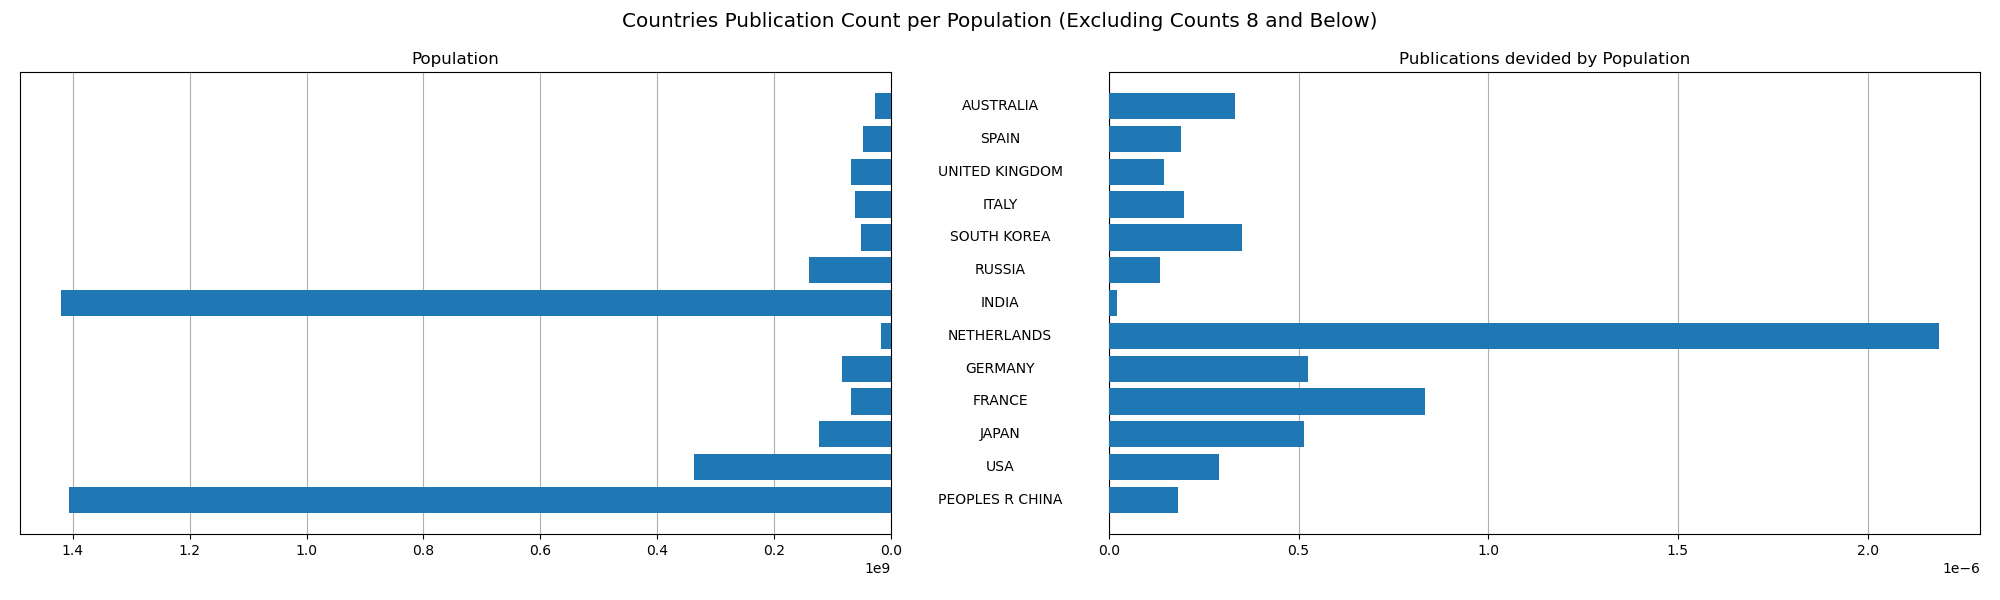 Countries Publication Count per Population (Excluding Counts 8 and Below)
Population
Publications devided by Population
AUSTRALIA
SPAIN
UNITED KINGDOM
ITALY
SOUTH KOREA
RUSSIA
INDIA
NETHERLANDS
GERMANY
FRANCE
JAPAN
USA
PEOPLES R CHINA
1.4 1.2 1.0 0.8 0.6 0.4 0.2 0.0
1e9
0.0 0.5 1.0 1.5 2.0
1e−6